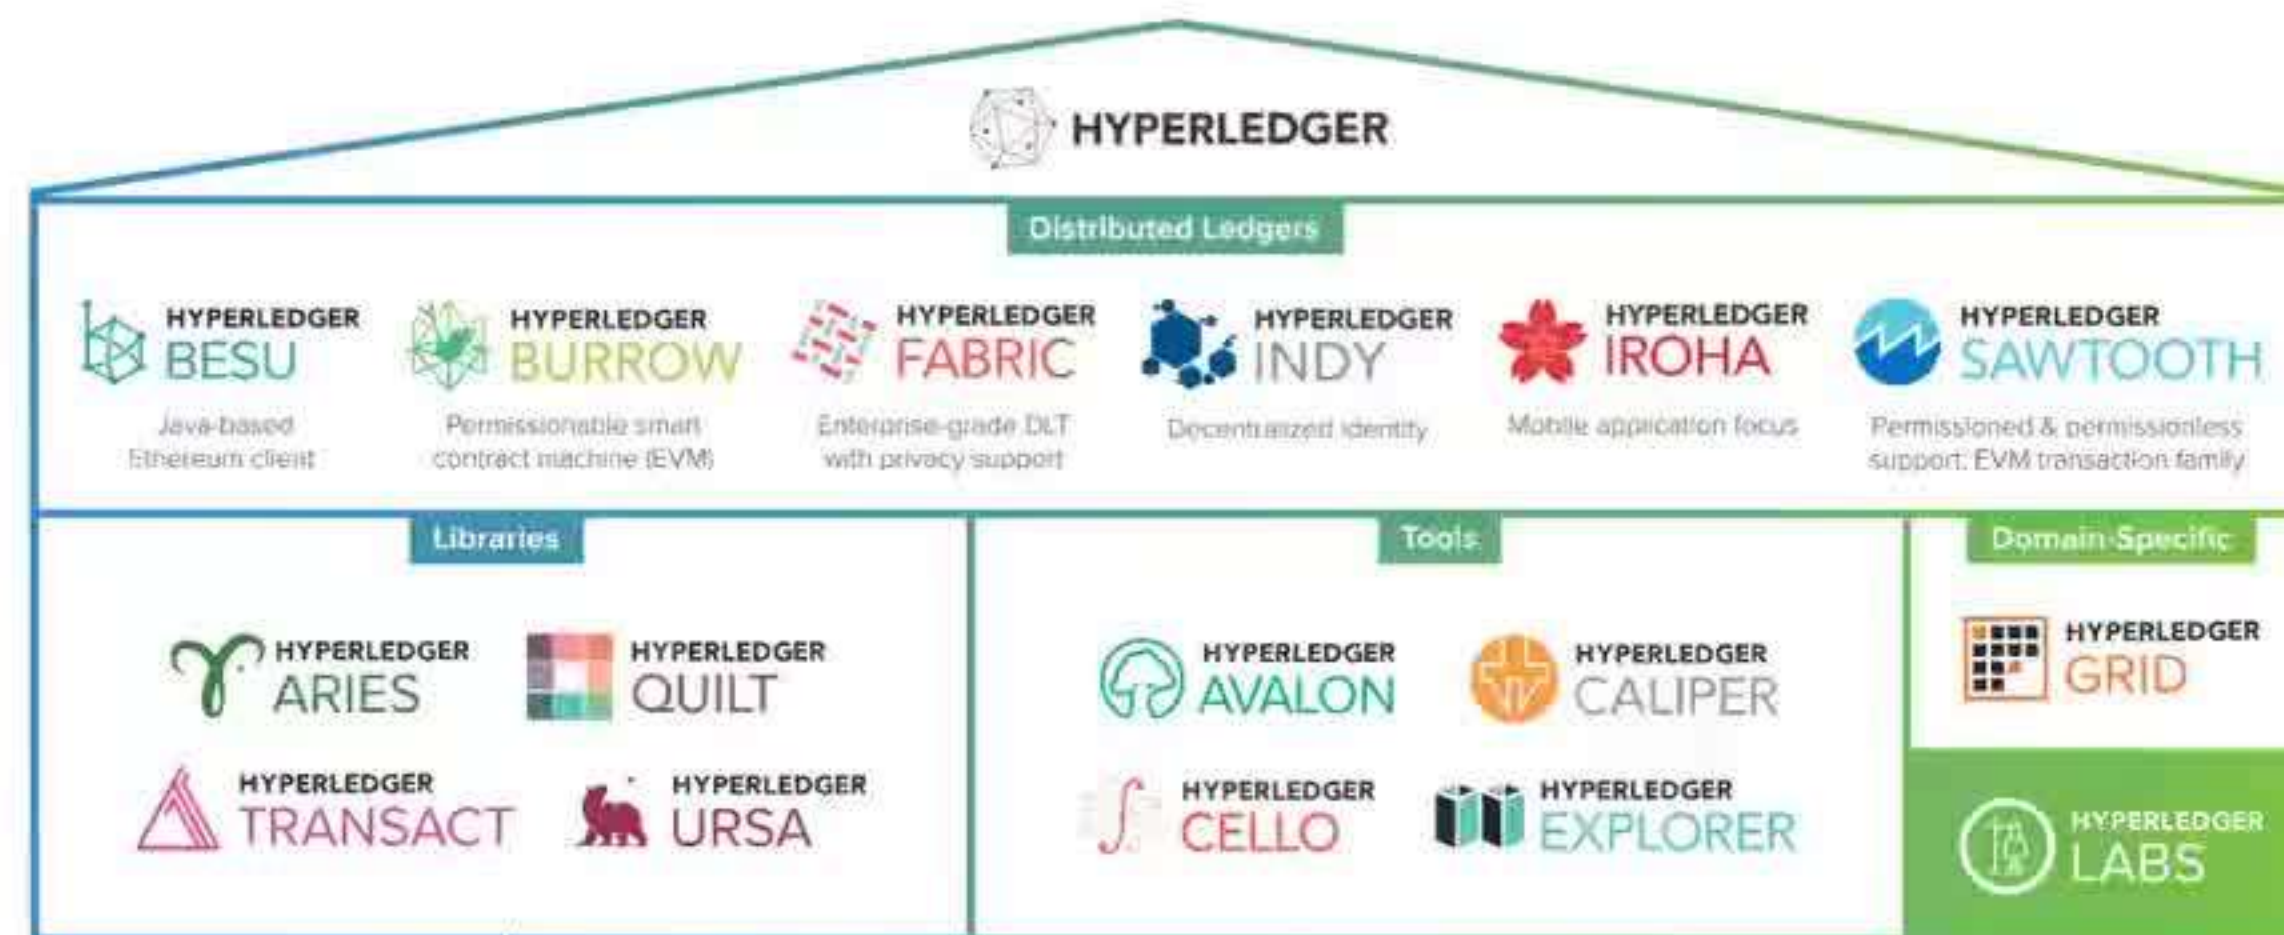 HYPERLEDGER
Distributed Ledgers
HYPERLEDGER
BESU
Java-based
Ethereum client
HYPERLEDGER
BURROW
Permissionable smart
contract machine (EVM)
HYPERLEDGER
FABRIC
Enterprise-grade DLT
with privacy support
HYPERLEDGER
INDY
Decentralized identity
HYPERLEDGER
IROHA
Mobile application focus
HYPERLEDGER
SAWTOOTH
Permissioned & permissionless
support; EVM transaction family
Libraries
HYPERLEDGER
ARIES
HYPERLEDGER
QUILT
HYPERLEDGER
TRANSACT
HYPERLEDGER
URSA
Tools
HYPERLEDGER
AVALON
HYPERLEDGER
CALIPER
HYPERLEDGER
CELLO
HYPERLEDGER
EXPLORER
Domain-Specific
HYPERLEDGER
GRID
HYPERLEDGER
LABS